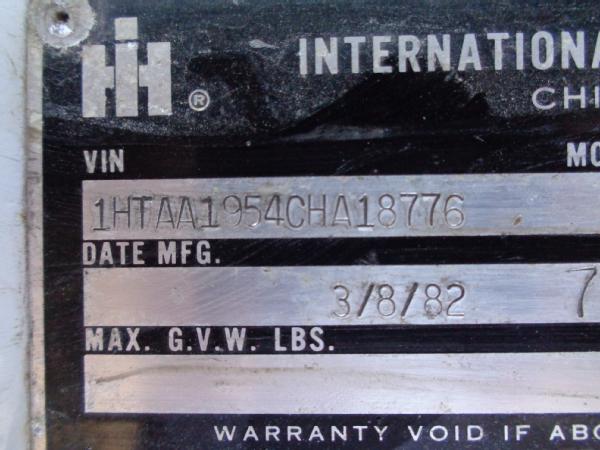 IH ® INTERNATIONA
CHI
VIN MO
1HTAA1954CHA18776
DATE MFG.
3/8/82 7
MAX. G.V.W. LBS.
WARRANTY VOID IF ABO